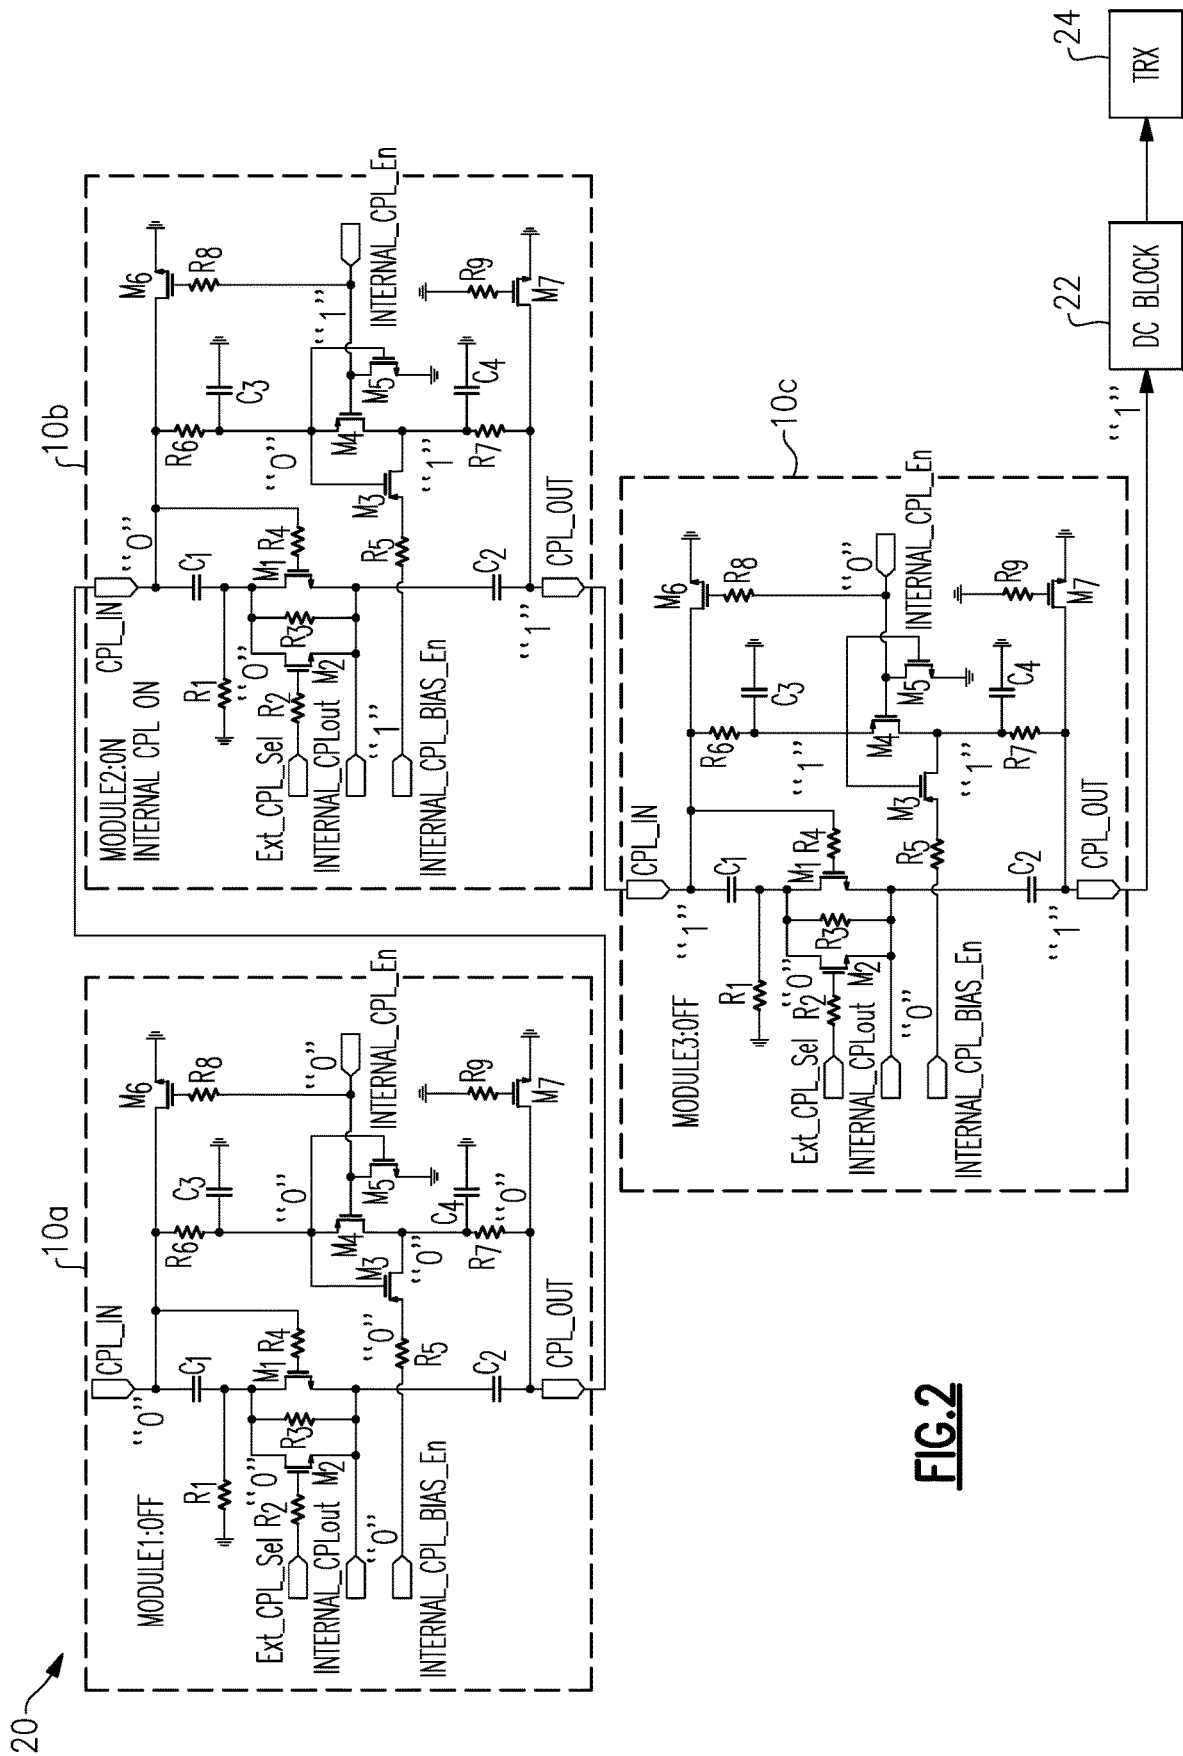 20
10a
MODULE1:OFF
CPL_IN
"0"
C1
R1
"0"
Ext_CPL_Sel
R2
M2
R3
M1
R4
INTERNAL_CPLout
"0"
INTERNAL_CPL_BIAS_En
R5
"0"
M3
"0"
R6
C3
"0"
M4
M5
C4
R7
"0"
M6
R8
"0"
INTERNAL_CPL_En
R9
M7
C2
CPL_OUT
10b
MODULE2:ON
INTERNAL CPL ON
CPL_IN
"0"
C1
R1
"0"
Ext_CPL_Sel
R2
M2
R3
M1
R4
INTERNAL_CPLout
"1"
INTERNAL_CPL_BIAS_En
R5
M3
"1"
R6
C3
"0"
M4
M5
C4
R7
M6
R8
"1"
INTERNAL_CPL_En
R9
M7
C2
"1"
CPL_OUT
10c
MODULE3:OFF
CPL_IN
"1"
C1
R1
"0"
Ext_CPL_Sel
R2
M2
R3
M1
R4
INTERNAL_CPLout
"0"
INTERNAL_CPL_BIAS_En
R5
M3
"1"
R6
C3
"1"
M4
M5
C4
R7
M6
R8
"0"
INTERNAL_CPL_En
R9
M7
C2
"1"
CPL_OUT
"1"
22
DC BLOCK
24
TRX
FIG.2